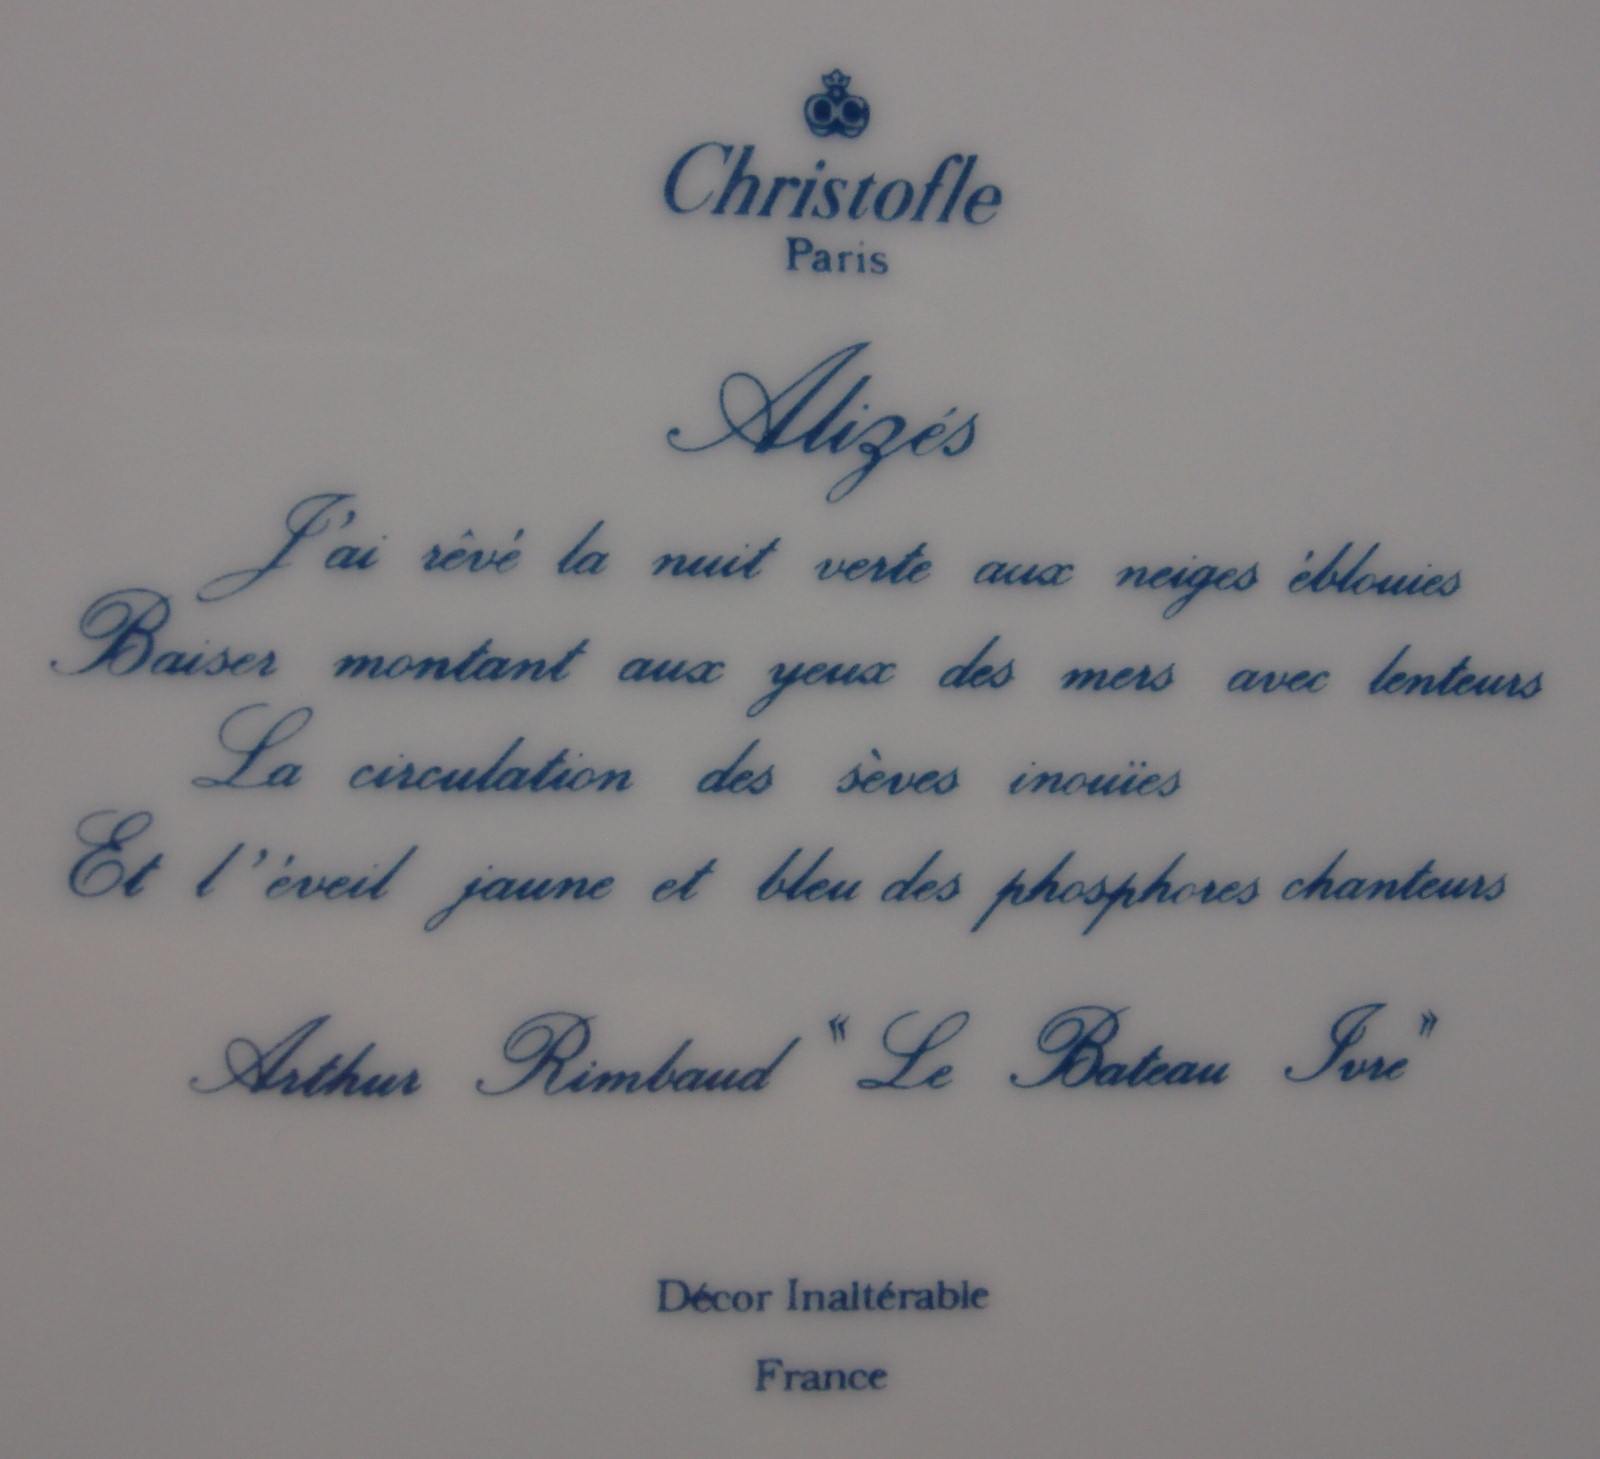 Christofle
Paris
Alizés
J'ai rêvé la nuit verte aux neiges éblouies
Baiser montant aux yeux des mers avec lenteurs
La circulation des sèves inouïes
Et l'éveil jaune et bleu des phosphores chanteurs
Arthur Rimbaud "Le Bateau Ivre"
Décor Inaltérable
France